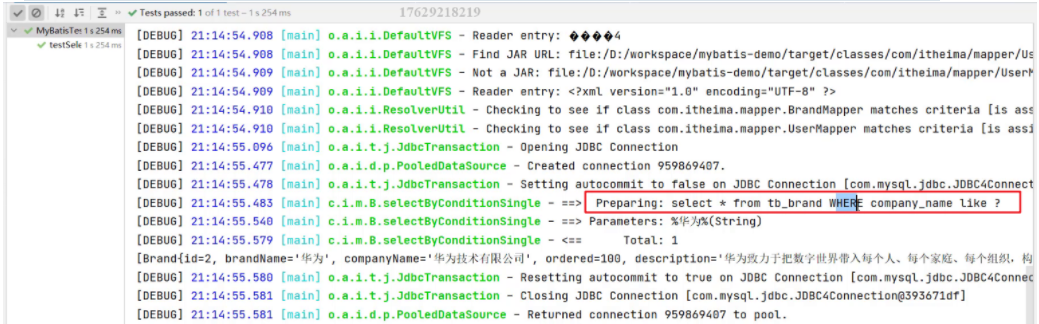 Tests passed: 1 of 1 test – 1 s 254 ms
17629218219
MyBatisTes 1 s 254 ms
testSele 1 s 254 ms
[DEBUG] 21:14:54.908 [main] o.a.i.i.DefaultVFS - Reader entry: ����4
[DEBUG] 21:14:54.908 [main] o.a.i.i.DefaultVFS - Find JAR URL: file:/D:/workspace/mybatis-demo/target/classes/com/itheima/mapper/Us
[DEBUG] 21:14:54.909 [main] o.a.i.i.DefaultVFS - Not a JAR: file:/D:/workspace/mybatis-demo/target/classes/com/itheima/mapper/UserM
[DEBUG] 21:14:54.909 [main] o.a.i.i.DefaultVFS - Reader entry: <?xml version="1.0" encoding="UTF-8" ?>
[DEBUG] 21:14:54.910 [main] o.a.i.i.ResolverUtil - Checking to see if class com.itheima.mapper.BrandMapper matches criteria [is ass
[DEBUG] 21:14:54.910 [main] o.a.i.i.ResolverUtil - Checking to see if class com.itheima.mapper.UserMapper matches criteria [is assi
[DEBUG] 21:14:55.096 [main] o.a.i.t.j.JdbcTransaction - Opening JDBC Connection
[DEBUG] 21:14:55.477 [main] o.a.i.d.p.PooledDataSource - Created connection 959869407.
[DEBUG] 21:14:55.478 [main] o.a.i.t.j.JdbcTransaction - Setting autocommit to false on JDBC Connection [com.mysql.jdbc.JDBC4Connect
[DEBUG] 21:14:55.483 [main] c.i.m.B.selectByConditionSingle - ==>  Preparing: select * from tb_brand WHERE company_name like ?
[DEBUG] 21:14:55.540 [main] c.i.m.B.selectByConditionSingle - ==> Parameters: %华为%(String)
[DEBUG] 21:14:55.579 [main] c.i.m.B.selectByConditionSingle - <==      Total: 1
[Brand{id=2, brandName='华为', companyName='华为技术有限公司', ordered=100, description='华为致力于把数字世界带入每个人、每个家庭、每个组织，构
[DEBUG] 21:14:55.580 [main] o.a.i.t.j.JdbcTransaction - Resetting autocommit to true on JDBC Connection [com.mysql.jdbc.JDBC4Connec
[DEBUG] 21:14:55.581 [main] o.a.i.t.j.JdbcTransaction - Closing JDBC Connection [com.mysql.jdbc.JDBC4Connection@393671df]
[DEBUG] 21:14:55.581 [main] o.a.i.d.p.PooledDataSource - Returned connection 959869407 to pool.